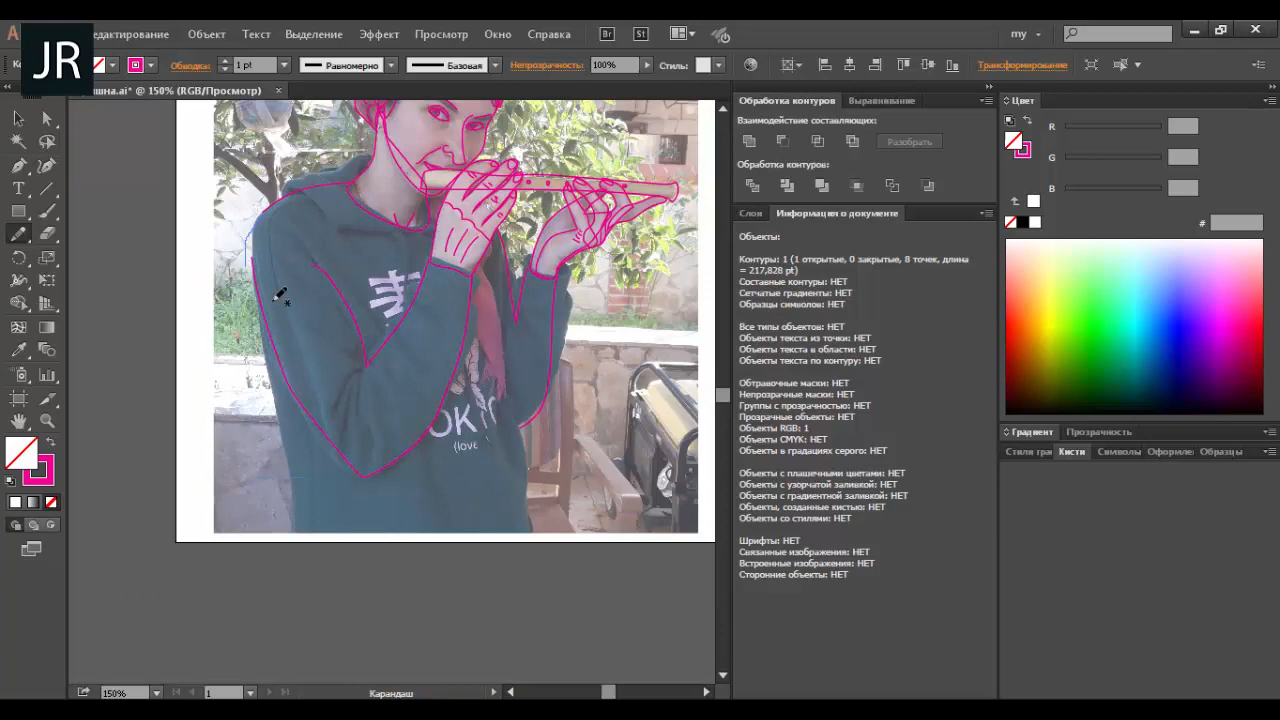 JR
едактирование Объект Текст Выделение Эффект Просмотр Окно Справка
Br St
my
Обводка: 1 pt Равномерно Базовая Непрозрачность: 100% Стиль: Трансформирование
шна.ai* @ 150% (RGB/Просмотр)
Обработка контуров Выравнивание
Взаимодействие составляющих:
Разобрать
Обработка контуров:
Слои Информация о документе
Объекты:
Контуры: 1 (1 открытые, 0 закрытые, 8 точек, длина
= 217,828 pt)
Составные контуры: НЕТ
Сетчатые градиенты: НЕТ
Образцы символов: НЕТ
Все типы объектов: НЕТ
Объекты текста из точки: НЕТ
Объекты текста в области: НЕТ
Объекты текста по контуру: НЕТ
Обтравочные маски: НЕТ
Непрозрачные маски: НЕТ
Группы с прозрачностью: НЕТ
Прозрачные объекты: НЕТ
Объекты RGB: 1
Объекты CMYK: НЕТ
Объекты в градациях серого: НЕТ
Объекты с плашечными цветами: НЕТ
Объекты с узорчатой заливкой: НЕТ
Объекты с градиентной заливкой: НЕТ
Объекты, созданные кистью: НЕТ
Объекты со стилями: НЕТ
Шрифты: НЕТ
Связанные изображения: НЕТ
Встроенные изображения: НЕТ
Сторонние объекты: НЕТ
Цвет
R
G
B
#
Градиент Прозрачность
Стили гра Кисти Символы Оформле Образцы
(love
150% 1 Карандаш